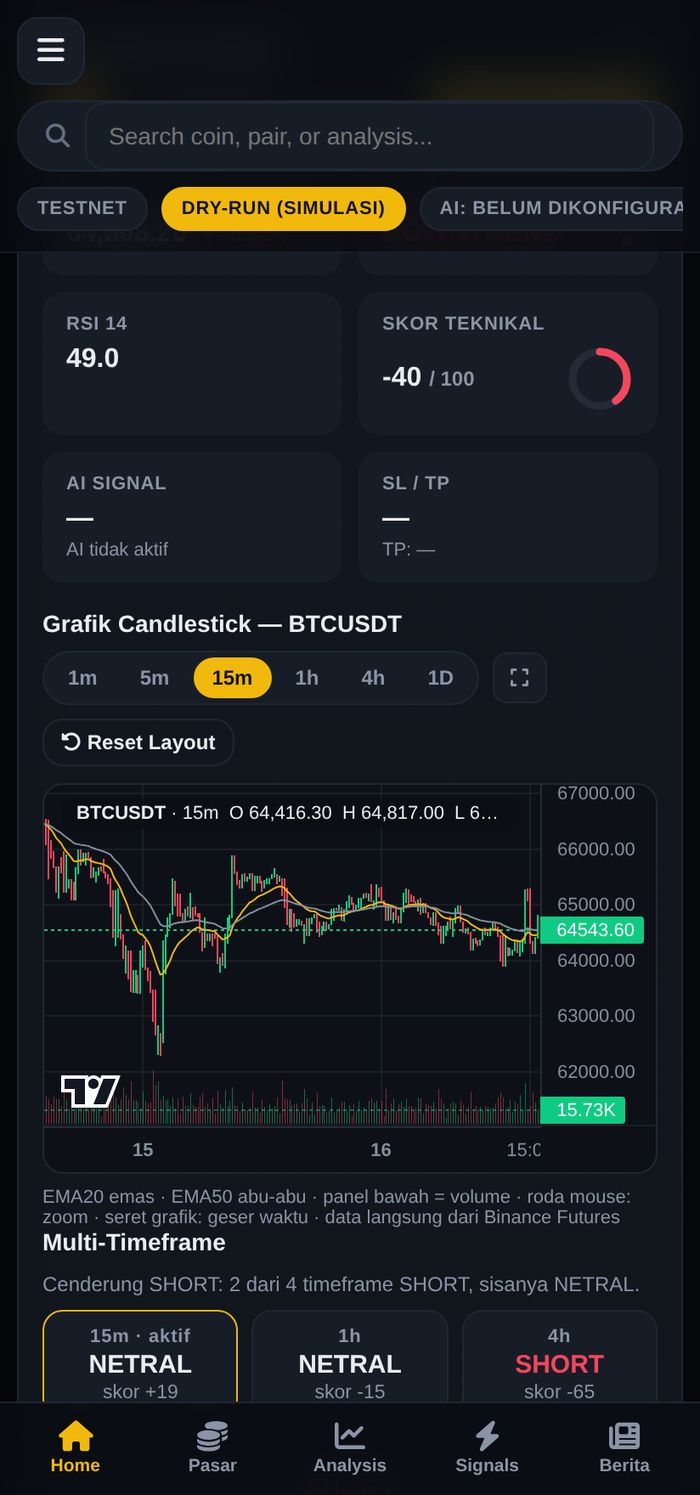 Search coin, pair, or analysis...
TESTNET
DRY-RUN (SIMULASI)
AI: BELUM DIKONFIGURA
RSI 14
49.0
SKOR TEKNIKAL
-40 / 100
AI SIGNAL
—
AI tidak aktif
SL / TP
—
TP: —
Grafik Candlestick — BTCUSDT
1m 5m 15m 1h 4h 1D
Reset Layout
BTCUSDT · 15m O 64,416.30 H 64,817.00 L 6…
67000.00
66000.00
65000.00
64543.60
64000.00
63000.00
62000.00
15.73K
15 16 15:0
EMA20 emas · EMA50 abu-abu · panel bawah = volume · roda mouse:
zoom · seret grafik: geser waktu · data langsung dari Binance Futures
Multi-Timeframe
Cenderung SHORT: 2 dari 4 timeframe SHORT, sisanya NETRAL.
15m · aktif
NETRAL
skor +19
1h
NETRAL
skor -15
4h
SHORT
skor -65
Home
Pasar
Analysis
Signals
Berita